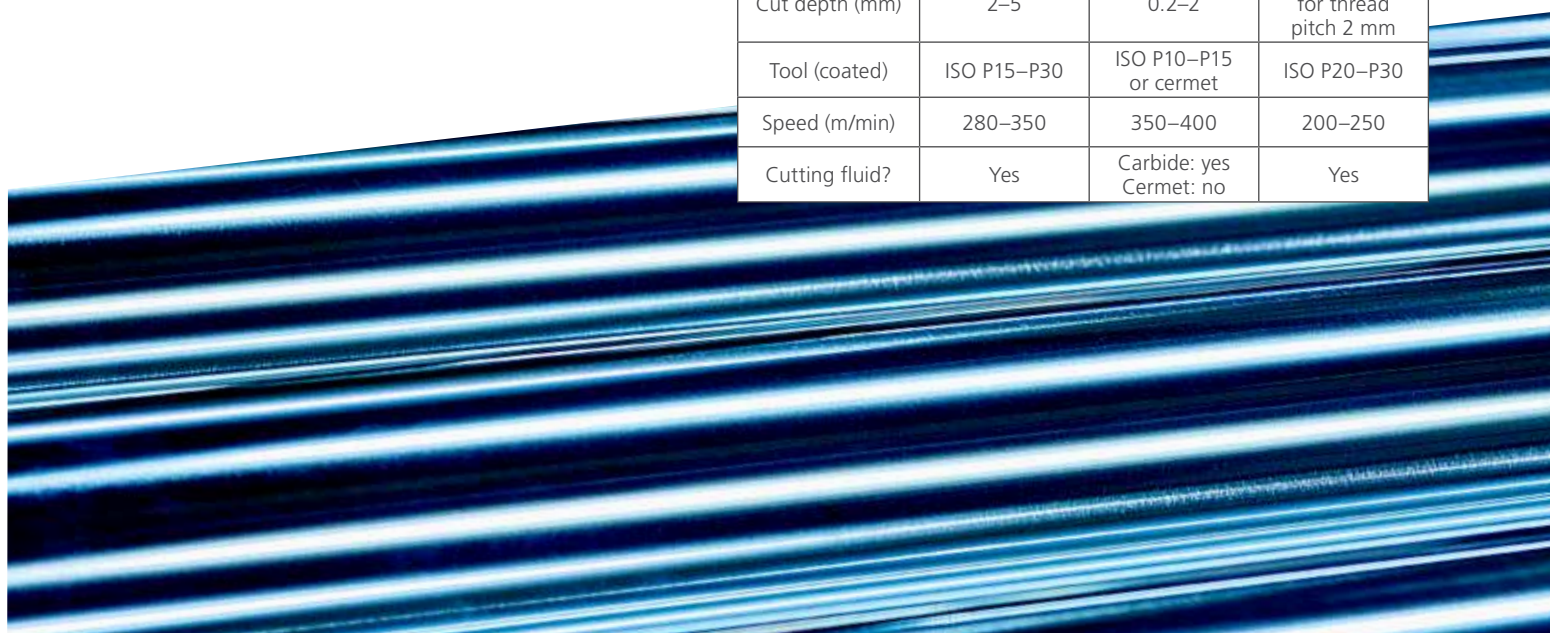 Cut depth (mm) 2–5 0.2–2 for thread
pitch 2 mm
Tool (coated) ISO P15–P30 ISO P10–P15
or cermet ISO P20–P30
Speed (m/min) 280–350 350–400 200–250
Cutting fluid? Yes Carbide: yes
Cermet: no Yes